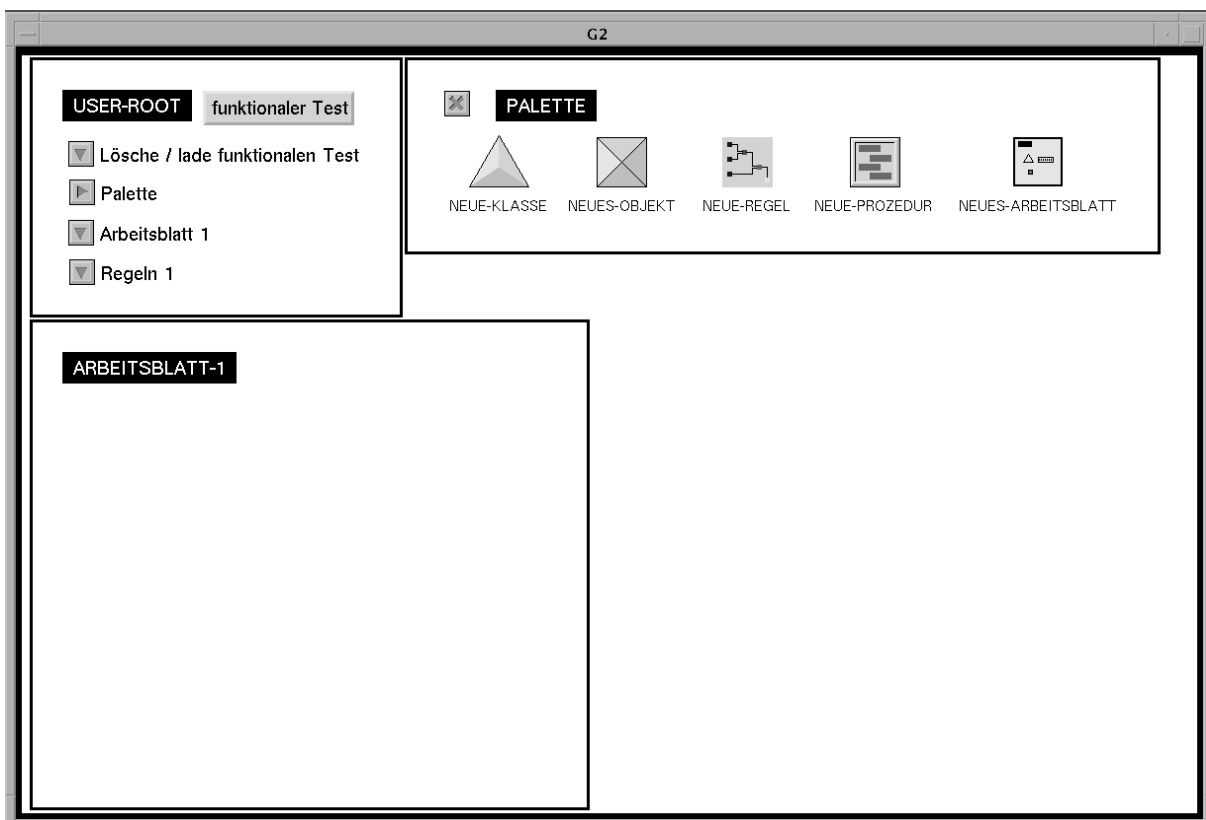 G2
USER-ROOT funktionaler Test
Lösche / lade funktionalen Test
Palette
Arbeitsblatt 1
Regeln 1
PALETTE
NEUE-KLASSE NEUES-OBJEKT NEUE-REGEL NEUE-PROZEDUR NEUES-ARBEITSBLATT
ARBEITSBLATT-1